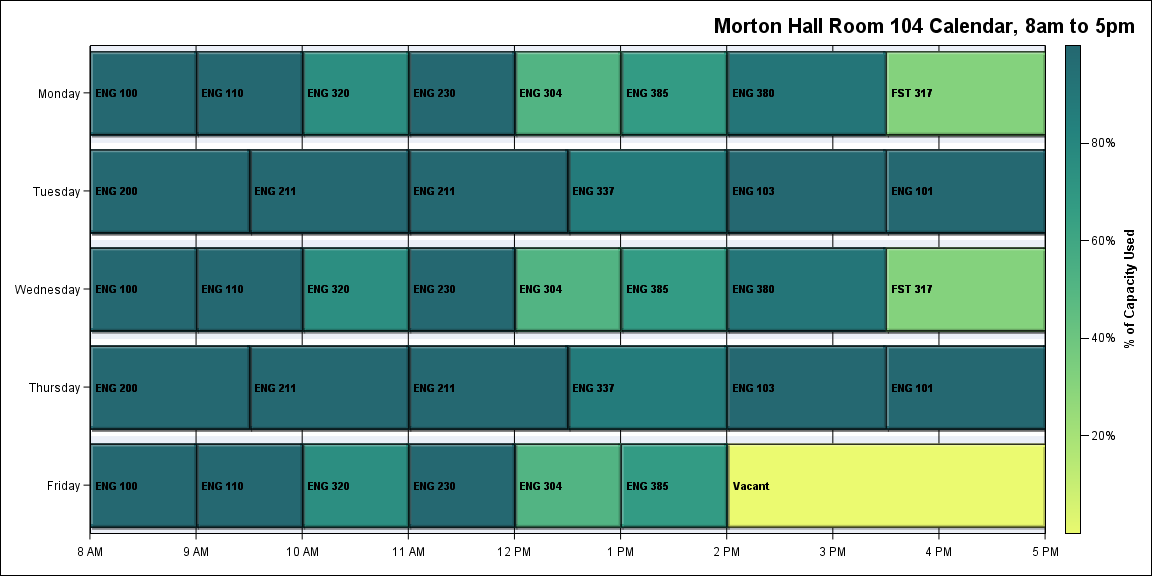 Morton Hall Room 104 Calendar, 8am to 5pm
Monday ENG 100 ENG 110 ENG 320 ENG 230 ENG 304 ENG 385 ENG 380 FST 317
Tuesday ENG 200 ENG 211 ENG 211 ENG 337 ENG 103 ENG 101
Wednesday ENG 100 ENG 110 ENG 320 ENG 230 ENG 304 ENG 385 ENG 380 FST 317
Thursday ENG 200 ENG 211 ENG 211 ENG 337 ENG 103 ENG 101
Friday ENG 100 ENG 110 ENG 320 ENG 230 ENG 304 ENG 385 Vacant
8 AM 9 AM 10 AM 11 AM 12 PM 1 PM 2 PM 3 PM 4 PM 5 PM
80%
60%
40%
20%
% of Capacity Used